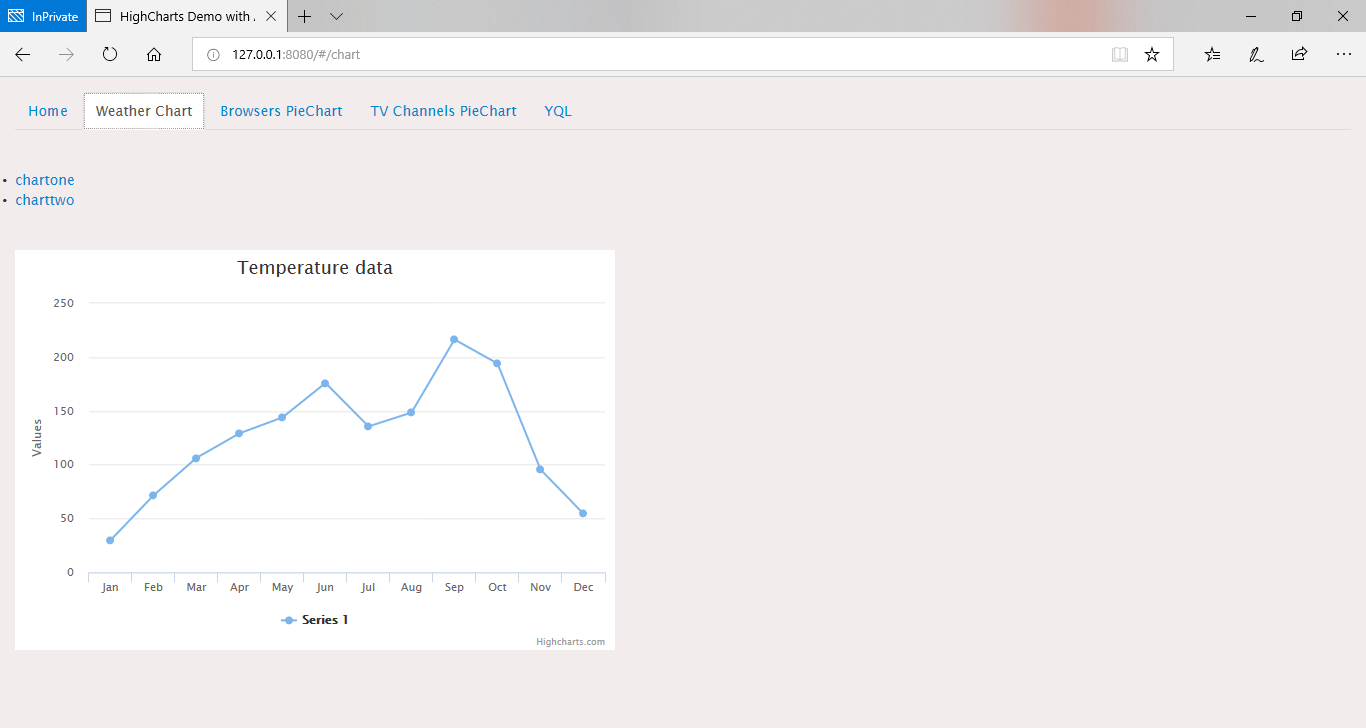 InPrivate HighCharts Demo with .
127.0.0.1:8080/#/chart
Home Weather Chart Browsers PieChart TV Channels PieChart YQL
• chartone
• charttwo
Temperature data
250
200
150
100
50
0
Values
Jan Feb Mar Apr May Jun Jul Aug Sep Oct Nov Dec
Series 1
Highcharts.com